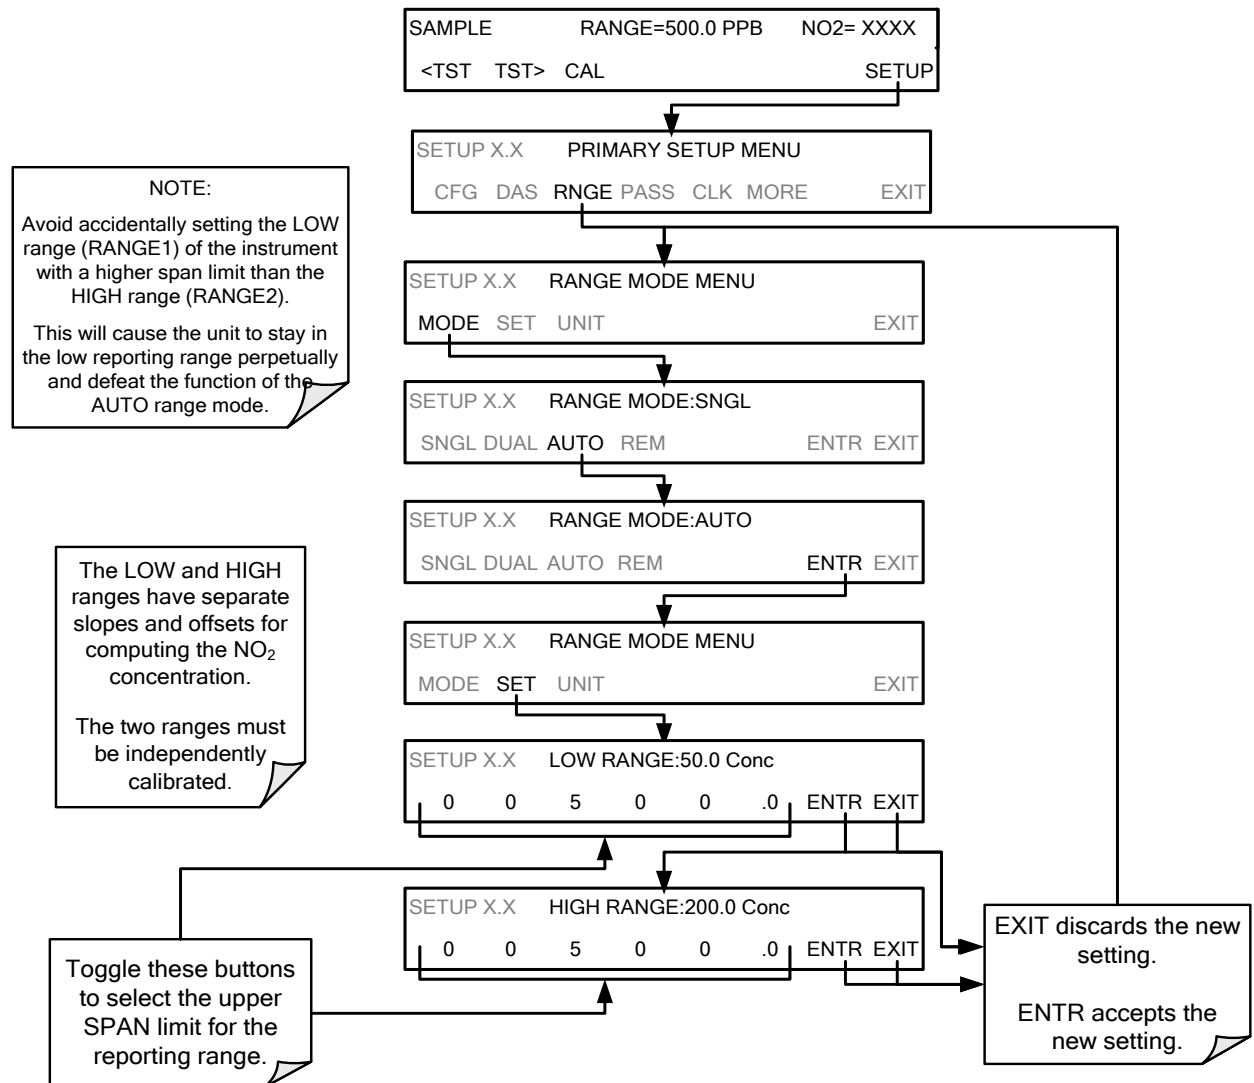 SAMPLE RANGE=500.0 PPB NO2= XXXX
<TST TST> CAL SETUP
SETUP X.X PRIMARY SETUP MENU
CFG DAS RNGE PASS CLK MORE EXIT
NOTE:
Avoid accidentally setting the LOW
range (RANGE1) of the instrument
with a higher span limit than the
HIGH range (RANGE2).
This will cause the unit to stay in
the low reporting range perpetually
and defeat the function of the
AUTO range mode.
SETUP X.X RANGE MODE MENU
MODE SET UNIT EXIT
SETUP X.X RANGE MODE:SNGL
SNGL DUAL AUTO REM ENTR EXIT
SETUP X.X RANGE MODE:AUTO
SNGL DUAL AUTO REM ENTR EXIT
The LOW and HIGH
ranges have separate
slopes and offsets for
computing the NO₂
concentration.
The two ranges must
be independently
calibrated.
SETUP X.X RANGE MODE MENU
MODE SET UNIT EXIT
SETUP X.X LOW RANGE:50.0 Conc
0 0 5 0 0 .0 ENTR EXIT
SETUP X.X HIGH RANGE:200.0 Conc
0 0 5 0 0 .0 ENTR EXIT
Toggle these buttons
to select the upper
SPAN limit for the
reporting range.
EXIT discards the new
setting.
ENTR accepts the
new setting.